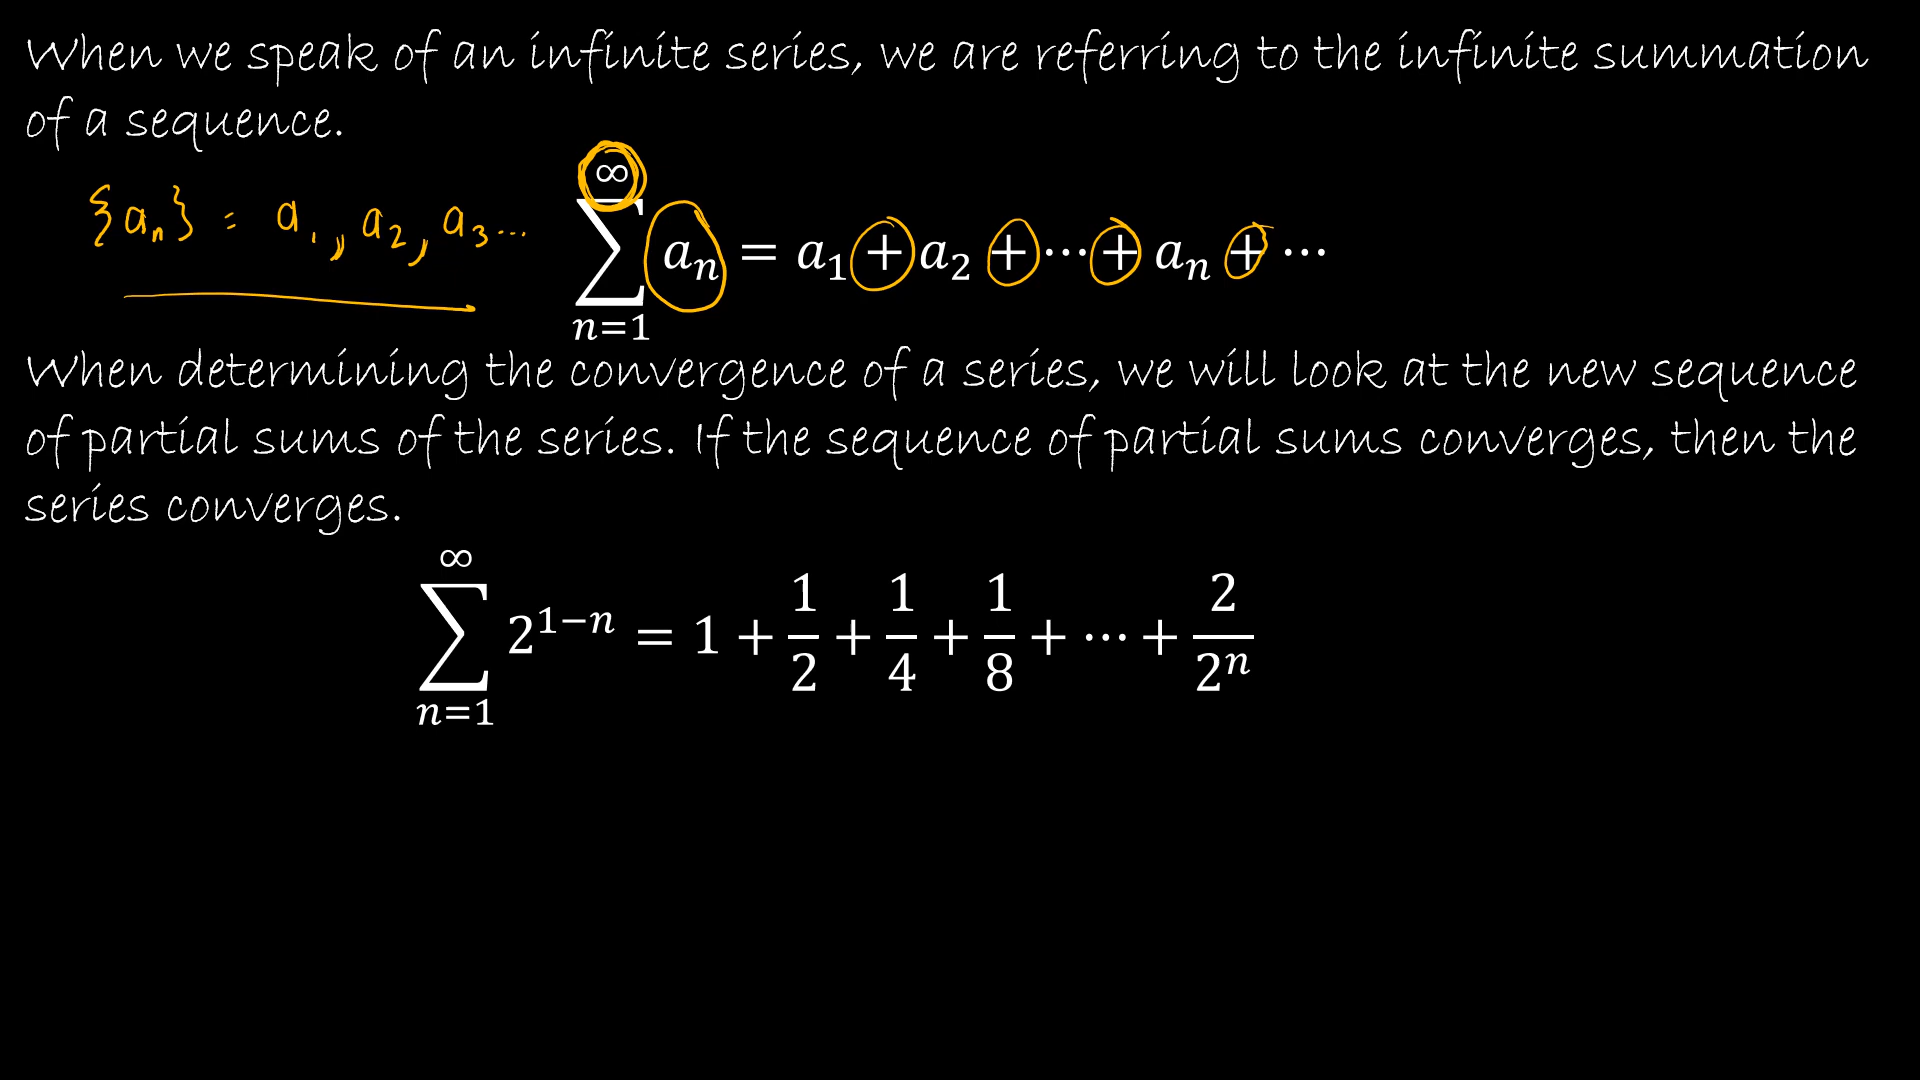 When we speak of an infinite series, we are referring to the infinite summation
of a sequence.
{aₙ} = a₁, a₂, a₃... ∑_{n=1}^{∞} aₙ = a₁ + a₂ + ⋯ + aₙ + ⋯
When determining the convergence of a series, we will look at the new sequence
of partial sums of the series. If the sequence of partial sums converges, then the
series converges.
∑_{n=1}^{∞} 2^{1−n} = 1 + 1/2 + 1/4 + 1/8 + ⋯ + 2/2^n